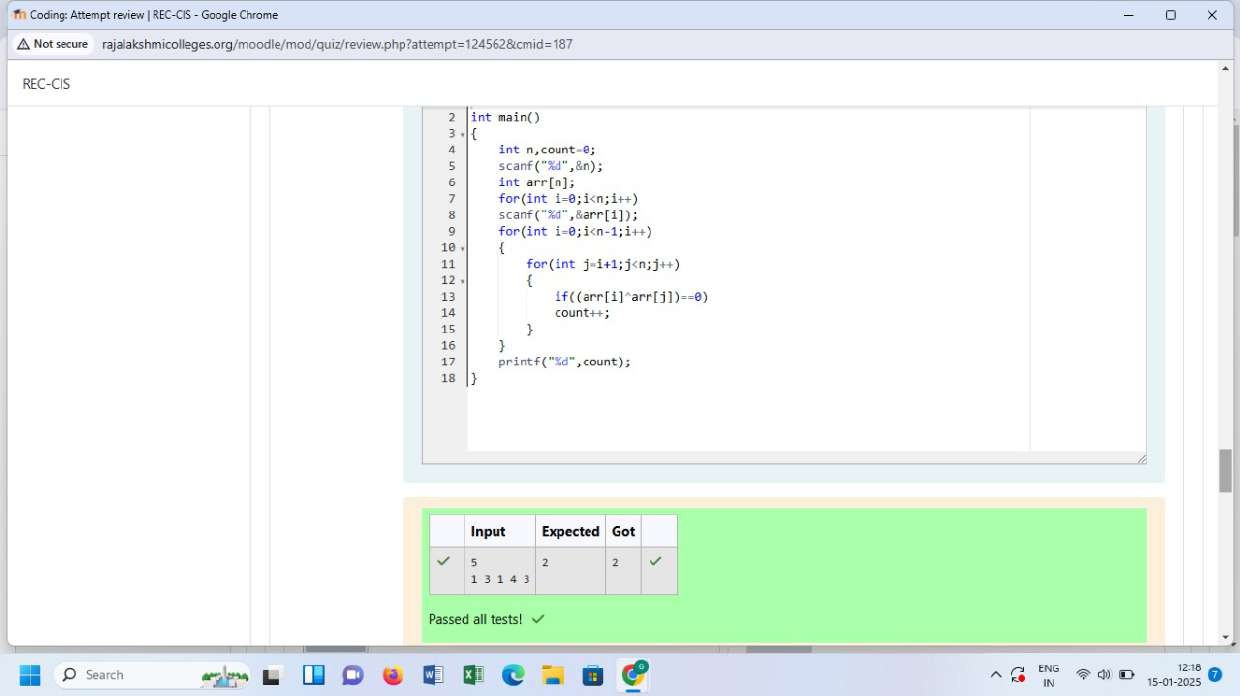 Coding: Attempt review | REC-CIS - Google Chrome
Not secure rajalakshmicolleges.org/moodle/mod/quiz/review.php?attempt=124562&cmid=187
REC-CIS
2 int main()
3 {
4 int n,count=0;
5 scanf("%d",&n);
6 int arr[n];
7 for(int i=0;i<n;i++)
8 scanf("%d",&arr[i]);
9 for(int i=0;i<n-1;i++)
10 {
11 for(int j=i+1;j<n;j++)
12 {
13 if((arr[i]^arr[j])==0)
14 count++;
15 }
16 }
17 printf("%d",count);
18 }
Input Expected Got
5 2 2
1 3 1 4 3
Passed all tests!
Search ENG 12:18
IN 15-01-2025 7